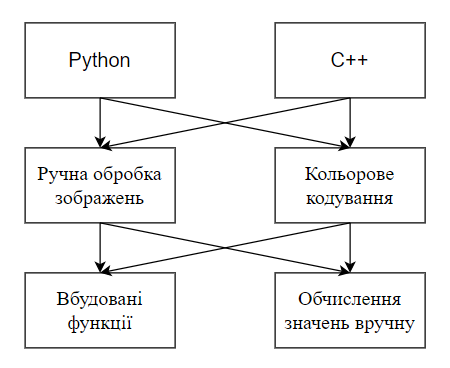 Python
C++
Ручна обробка
зображень
Кольорове
кодування
Вбудовані
функції
Обчислення
значень вручну